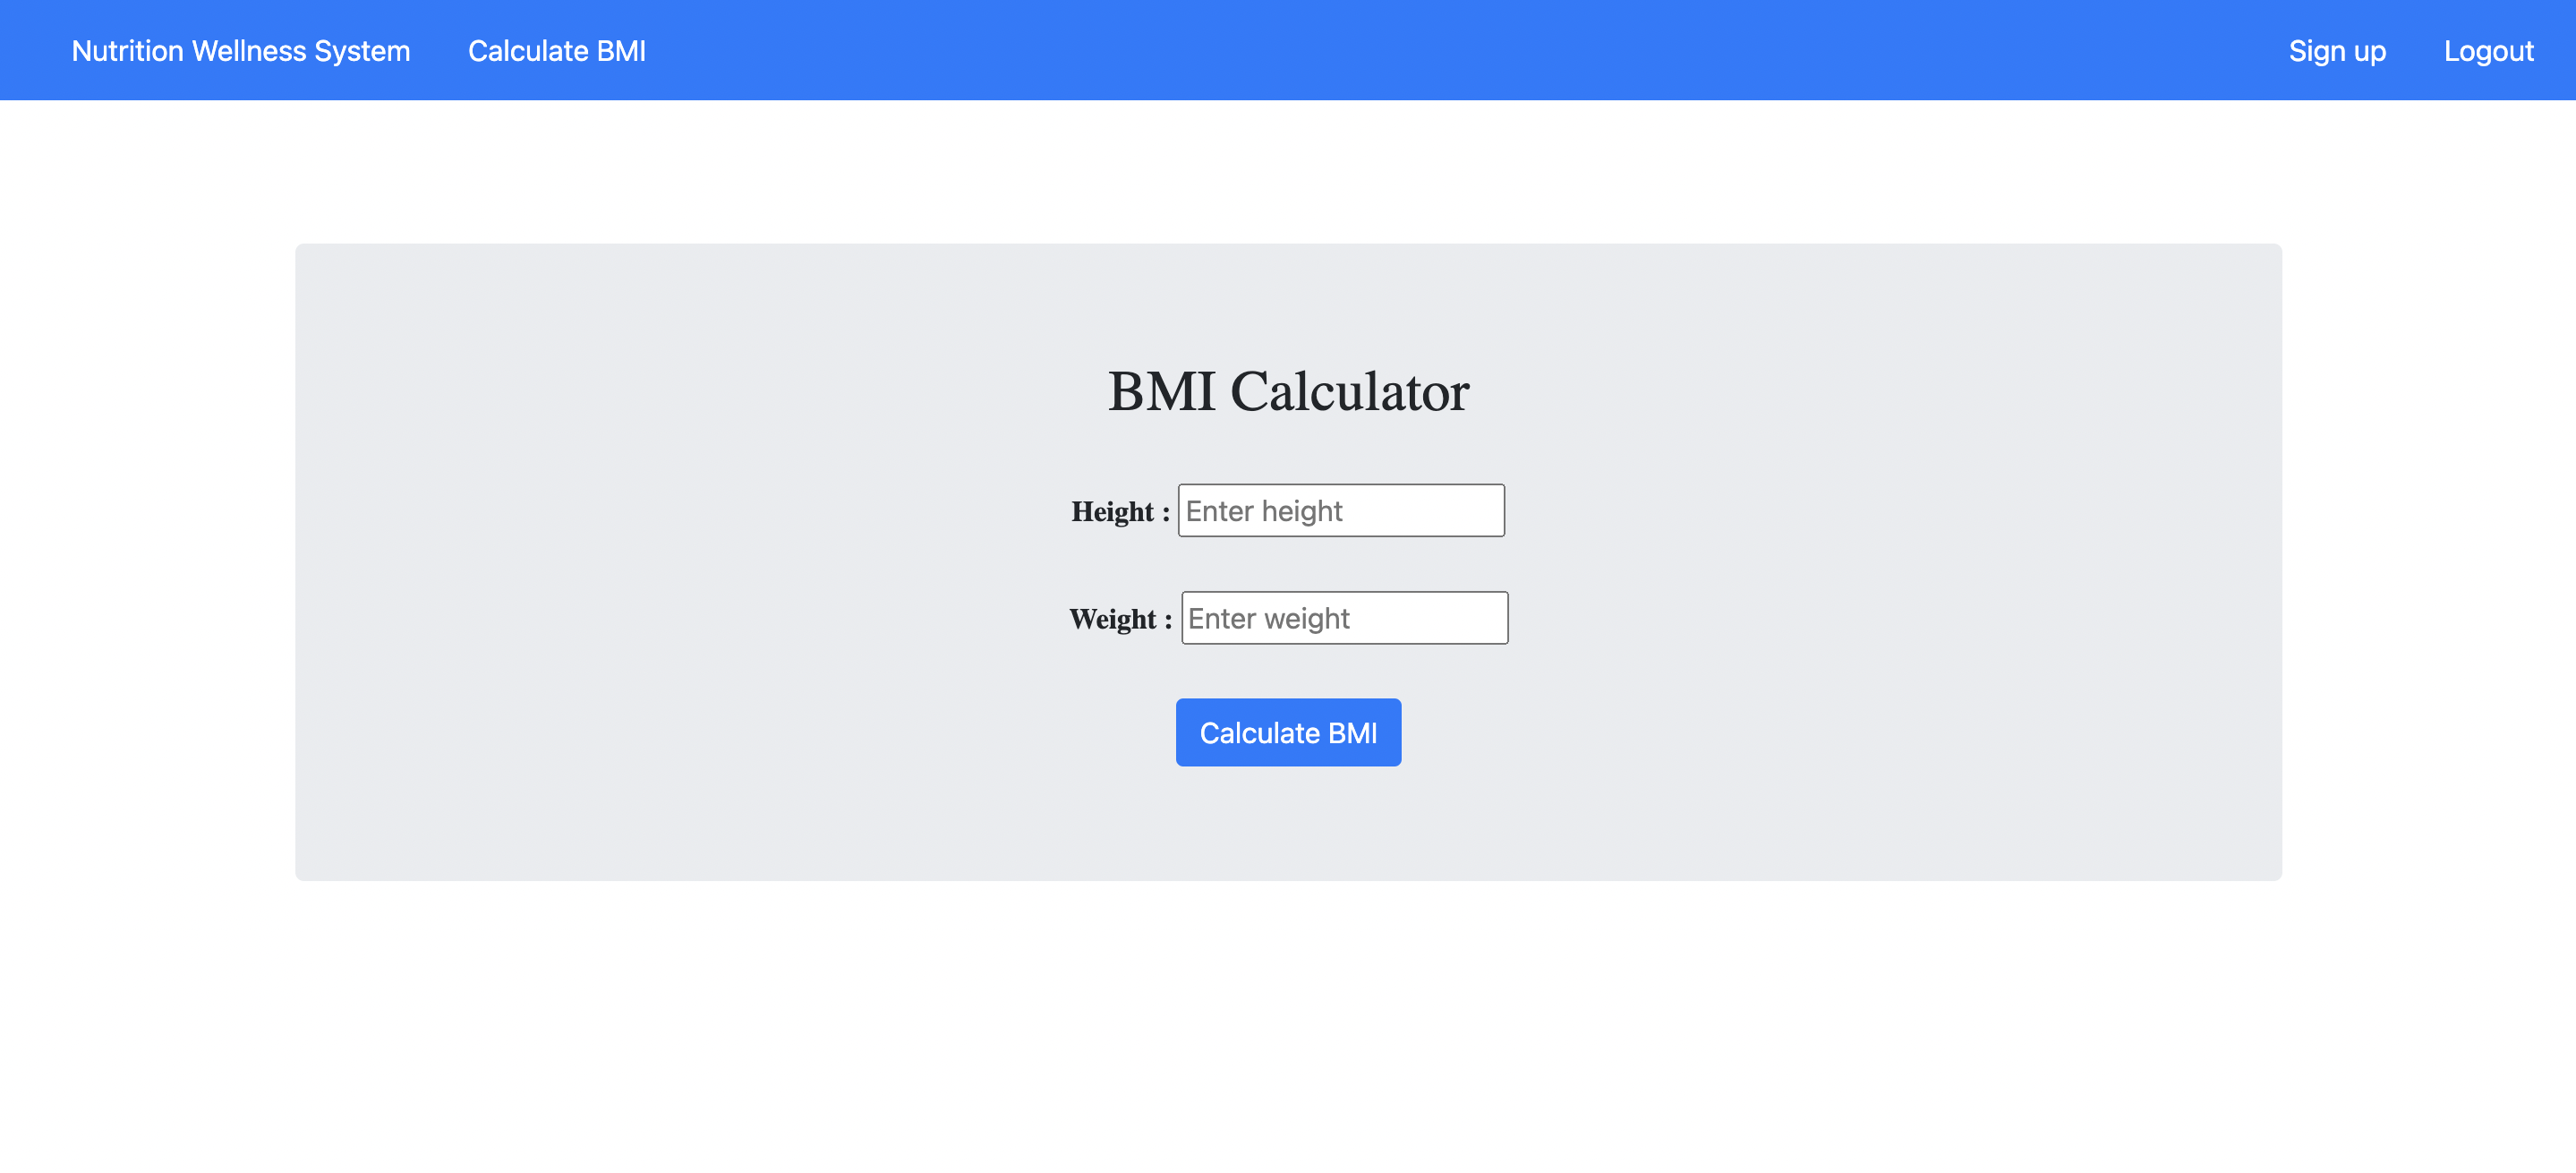 Nutrition Wellness System Calculate BMI Sign up Logout
BMI Calculator
Height : Enter height
Weight : Enter weight
Calculate BMI